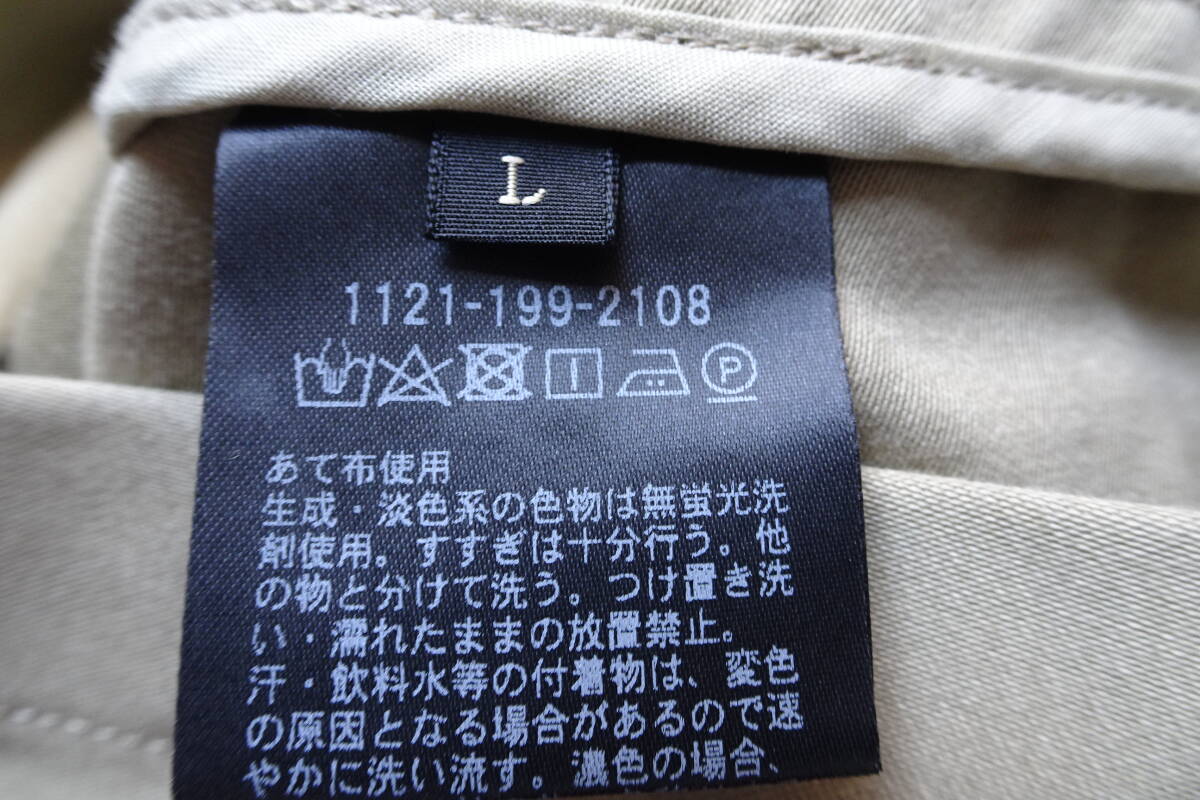 L
1121-199-2108
P
あて布使用
生成・淡色系の色物は無蛍光洗
剤使用。すすぎは十分行う。他
の物と分けて洗う。つけ置き洗
い・濡れたままの放置禁止。
汗・飲料水等の付着物は、変色
の原因となる場合があるので速
やかに洗い流す。濃色の場合、